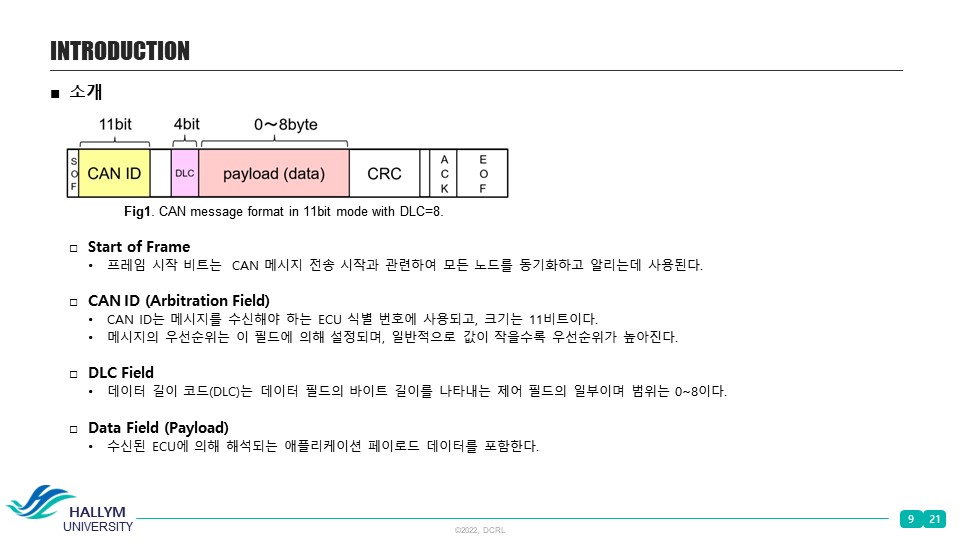 INTRODUCTION
■ 소개
11bit 4bit 0～8byte
SOF CAN ID DLC payload (data) CRC ACK EOF
Fig1. CAN message format in 11bit mode with DLC=8.
□ Start of Frame
• 프레임 시작 비트는 CAN 메시지 전송 시작과 관련하여 모든 노드를 동기화하고 알리는데 사용된다.
□ CAN ID (Arbitration Field)
• CAN ID는 메시지를 수신해야 하는 ECU 식별 번호에 사용되고, 크기는 11비트이다.
• 메시지의 우선순위는 이 필드에 의해 설정되며, 일반적으로 값이 작을수록 우선순위가 높아진다.
□ DLC Field
• 데이터 길이 코드(DLC)는 데이터 필드의 바이트 길이를 나타내는 제어 필드의 일부이며 범위는 0~8이다.
□ Data Field (Payload)
• 수신된 ECU에 의해 해석되는 애플리케이션 페이로드 데이터를 포함한다.
HALLYM
UNIVERSITY
©2022, DCRL
9 21